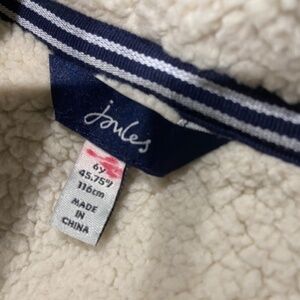 Joules
6y
45.75"/
116cm
MADE
IN
CHINA